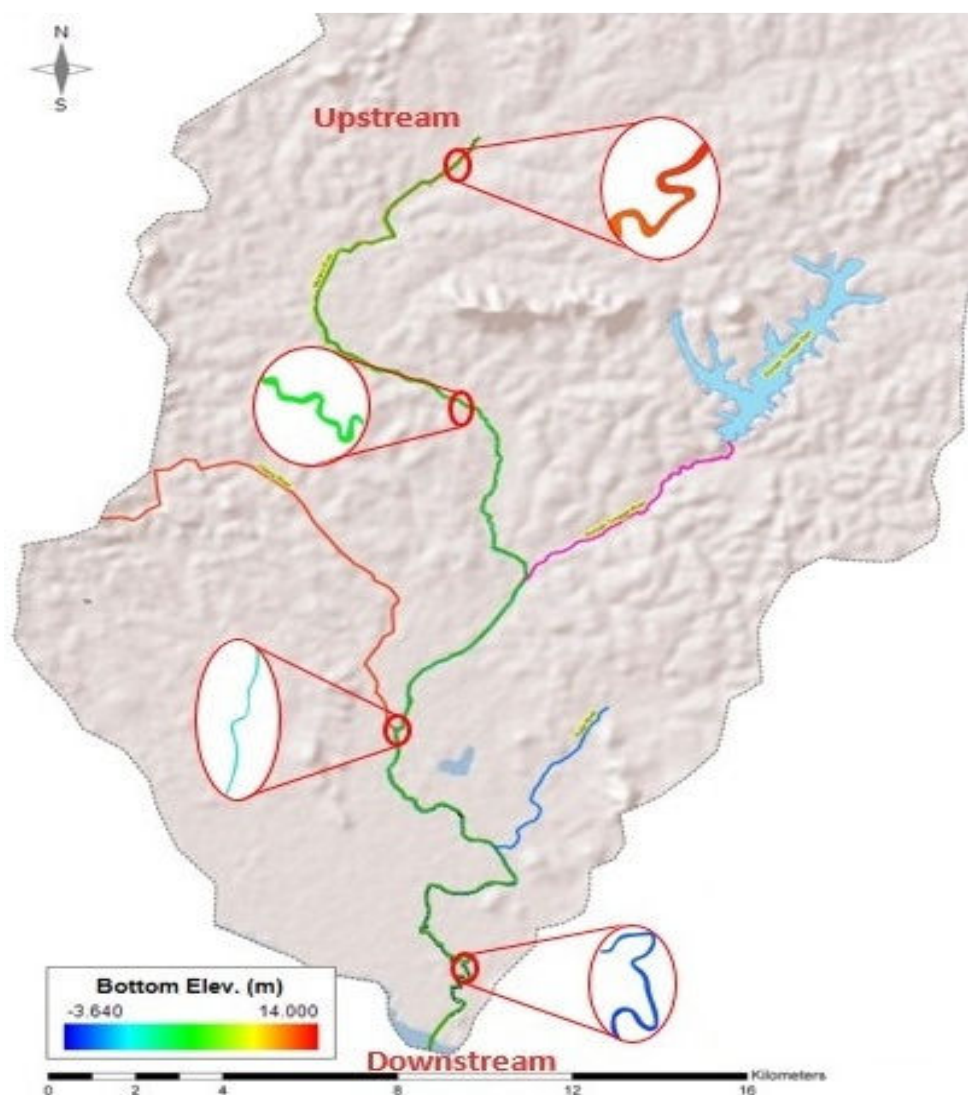 N
S
Upstream
Downstream
Bottom Elev. (m)
-3.640 14.000
0 2 4 8 12 16 Kilometers